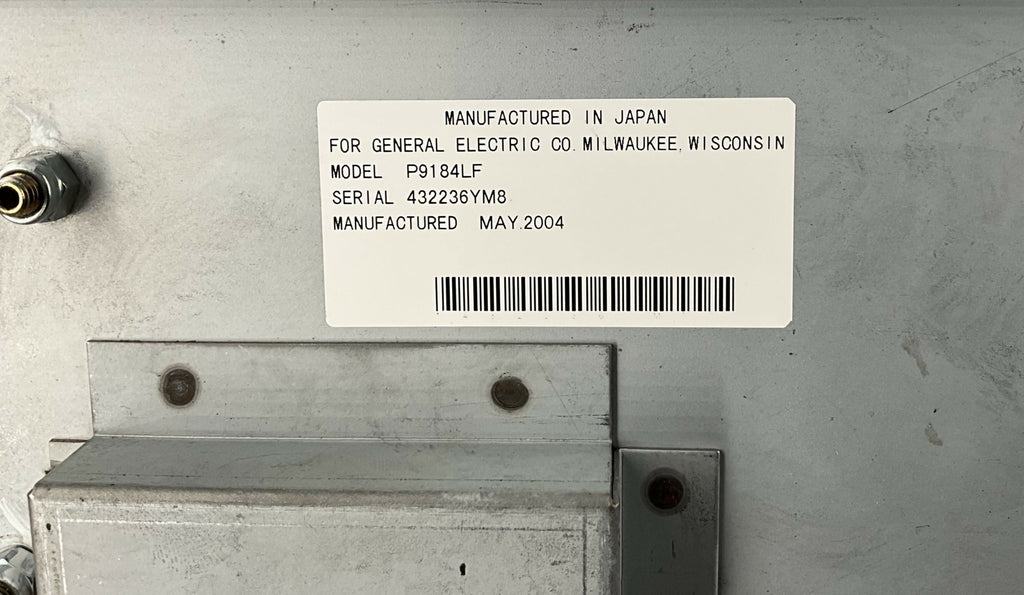 MANUFACTURED IN JAPAN
FOR GENERAL ELECTRIC CO. MILWAUKEE, WISCONSIN
MODEL P9184LF
SERIAL 432236YM8
MANUFACTURED MAY.2004